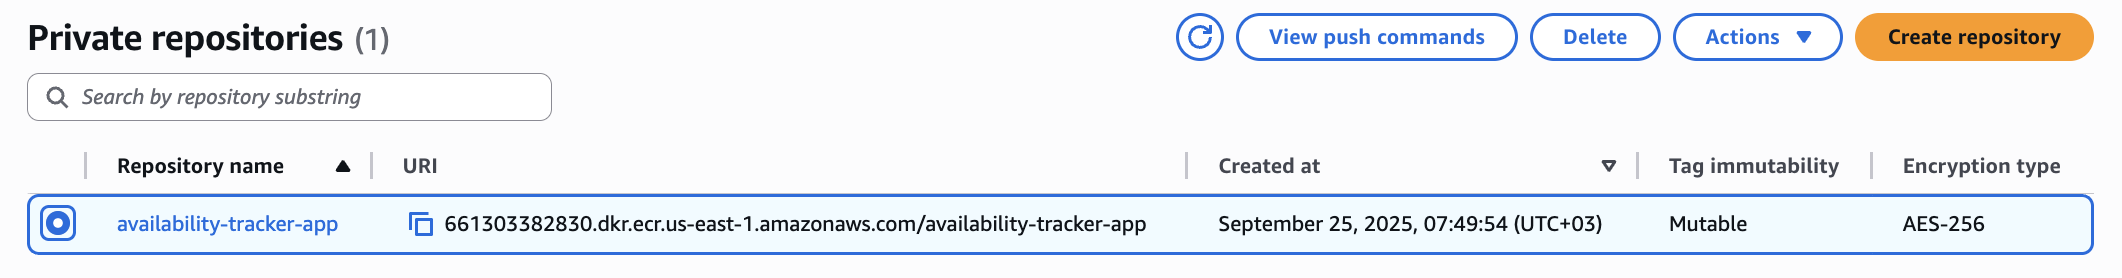 Private repositories (1)
View push commands
Delete
Actions
Create repository
Search by repository substring
Repository name URI Created at Tag immutability Encryption type
availability-tracker-app 661303382830.dkr.ecr.us-east-1.amazonaws.com/availability-tracker-app September 25, 2025, 07:49:54 (UTC+03) Mutable AES-256